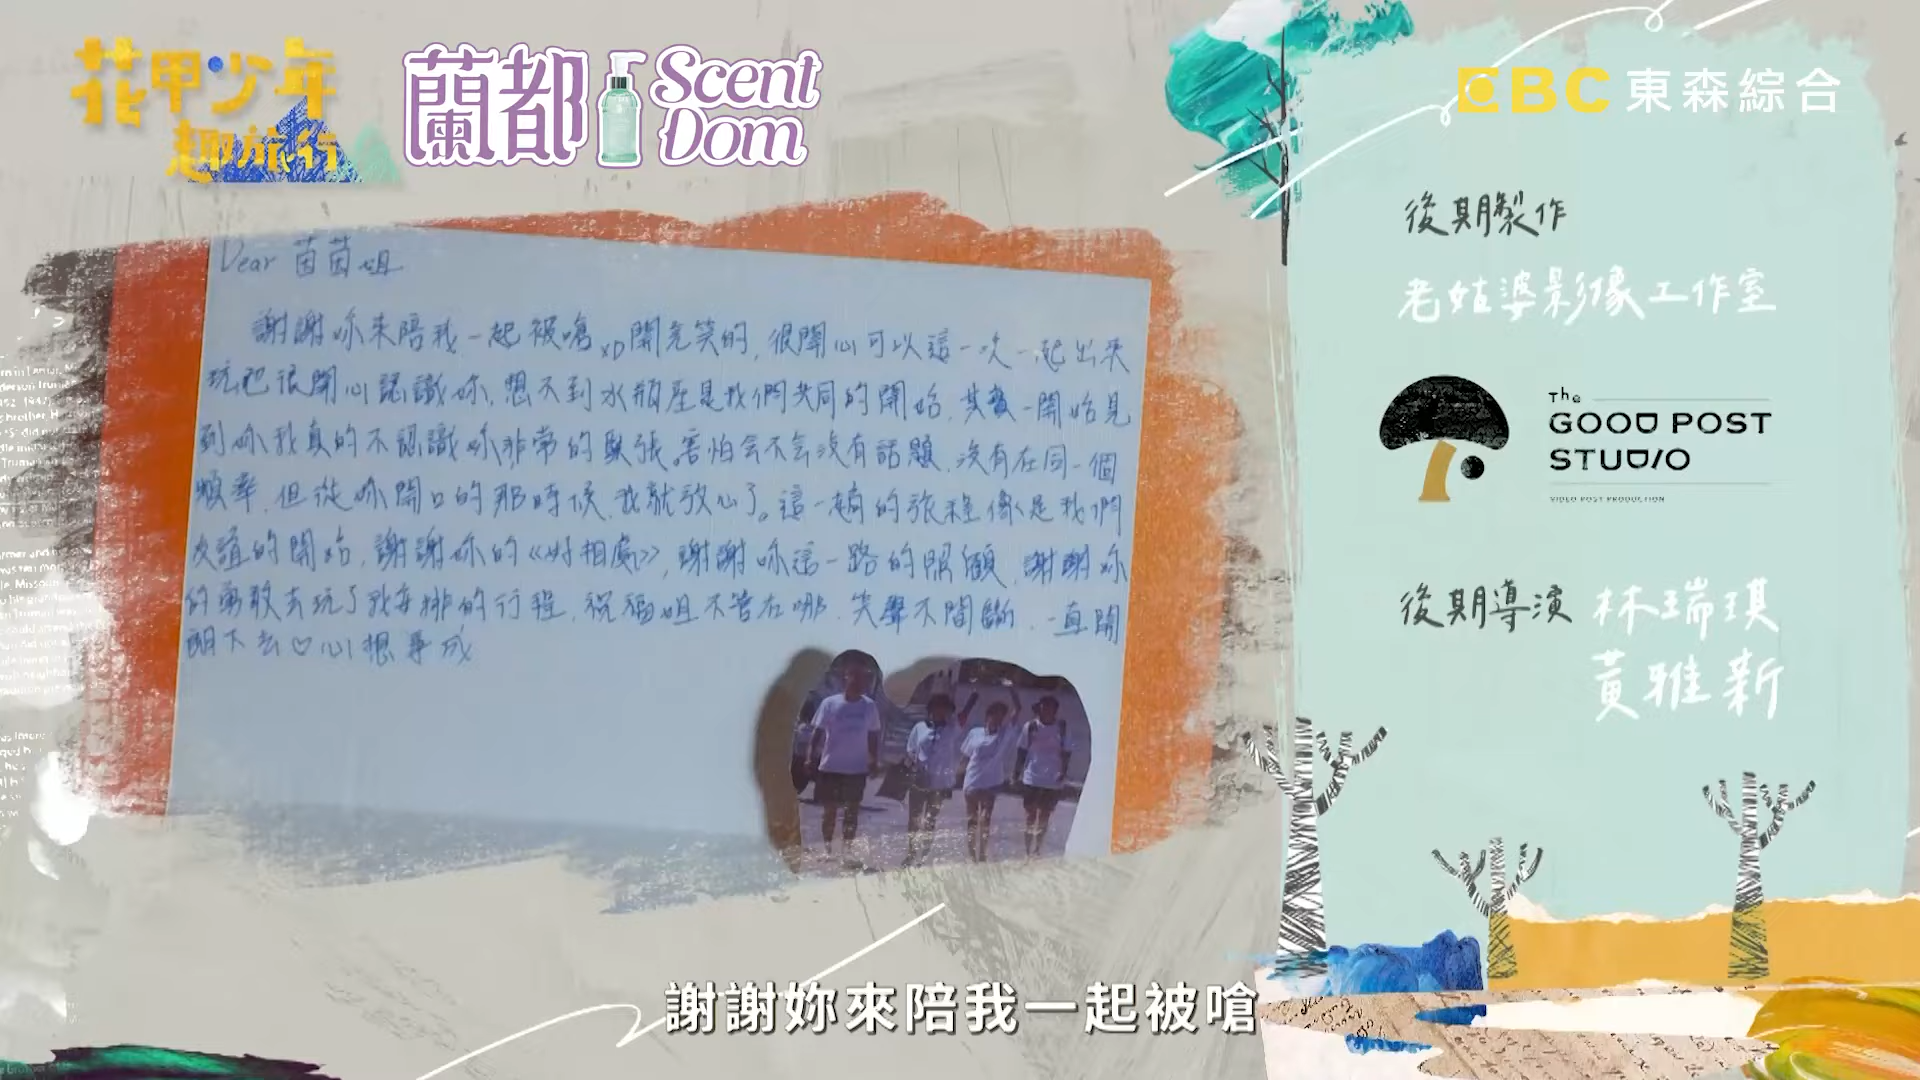 花甲少年
趣旅行
蘭都
Scent
Dom
EBC 東森綜合
Dear 茵茵姐
謝謝妳來陪我一起被嗆xD開完笑的,很開心可以這一次一起出來
玩也很開心認識妳,想不到水瓶座是我們共同的開始,其實一開始見
到妳我真的不認識妳非常的緊張。害怕会不会沒有話題,沒有在同一個
頻率,但從妳開口的那時候,我就放心了。這一趟的旅程像是我們
友誼的開始,謝謝妳的《好相處》,謝謝妳這一路的照顧,謝謝妳
的勇敢去玩了我安排的行程,祝福姐不管在哪,笑聲不間斷,一直開
朗下去♡心想事成
後期製作
老姑婆影像工作室
The
GOOD POST
STUDIO
VIDEO POST PRODUCTION
後期導演 林瑞琪
黃雅新
謝謝妳來陪我一起被嗆